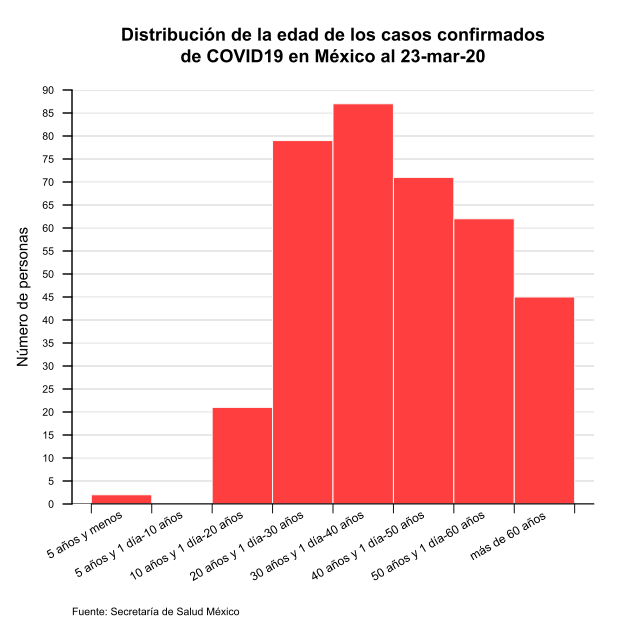 Distribución de la edad de los casos confirmados
de COVID19 en México al 23-mar-20
Número de personas
90
85
80
75
70
65
60
55
50
45
40
35
30
25
20
15
10
5
0
5 años y menos
5 años y 1 día-10 años
10 años y 1 día-20 años
20 años y 1 día-30 años
30 años y 1 día-40 años
40 años y 1 día-50 años
50 años y 1 día-60 años
más de 60 años
Fuente: Secretaría de Salud México